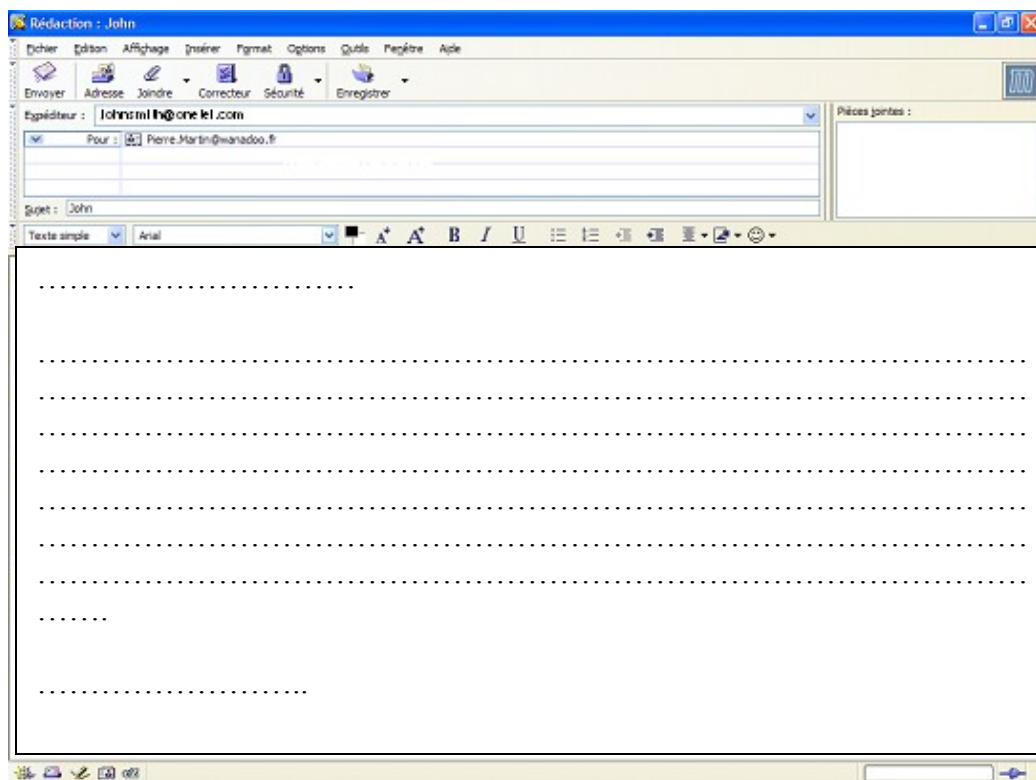 Rédaction : John
Fichier Edition Affichage Insérer Format Options Outils Fenêtre Aide
Envoyer Adresse Joindre Correcteur Sécurité Enregistrer
Expéditeur : Johnsmith@onetel.com Pièces jointes :
Pour : Pierre.Martin@wanadoo.fr
Sujet : John
Texte simple Arial B I U
..............................
..............................................................................................
..............................................................................................
..............................................................................................
..............................................................................................
..............................................................................................
..............................................................................................
..............................................................................................
.......
..........................